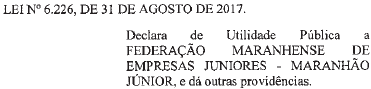 LEI Nº 6.226, DE 31 DE AGOSTO DE 2017.
Declara de Utilidade Pública a
FEDERAÇÃO MARANHENSE DE
EMPRESAS JUNIORES - MARANHÃO
JÚNIOR, e dá outras providências.